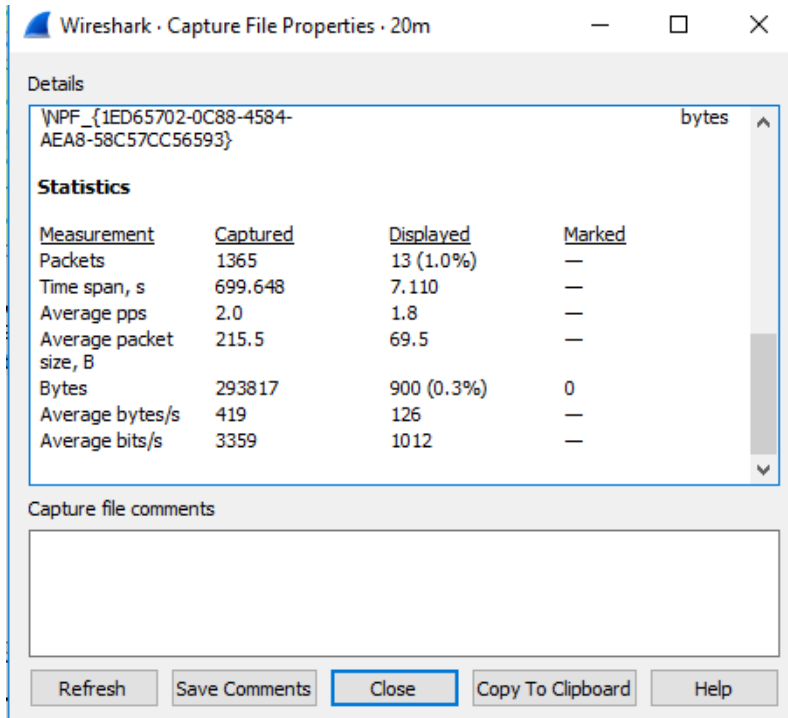 Wireshark · Capture File Properties · 20m
Details
\NPF_{1ED65702-0C88-4584- bytes
AEA8-58C57CC56593}
Statistics
Measurement Captured Displayed Marked
Packets 1365 13 (1.0%) —
Time span, s 699.648 7.110 —
Average pps 2.0 1.8 —
Average packet 215.5 69.5 —
size, B
Bytes 293817 900 (0.3%) 0
Average bytes/s 419 126 —
Average bits/s 3359 1012 —
Capture file comments
Refresh Save Comments Close Copy To Clipboard Help